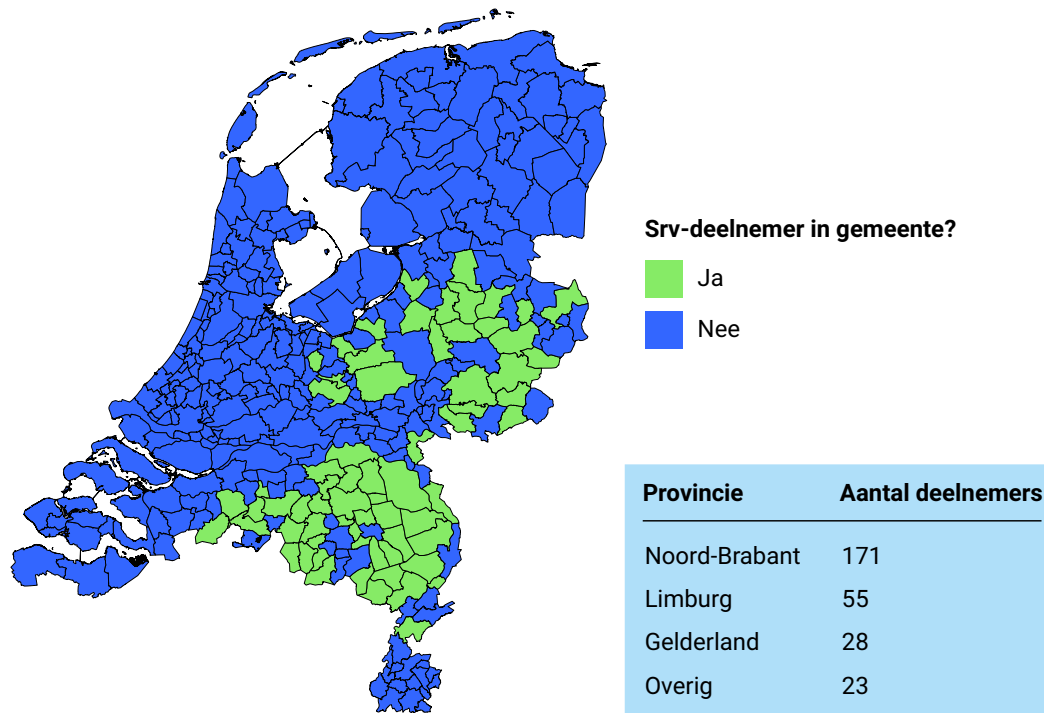 Srv-deelnemer in gemeente?
Ja
Nee
Provincie Aantal deelnemers
Noord-Brabant 171
Limburg 55
Gelderland 28
Overig 23